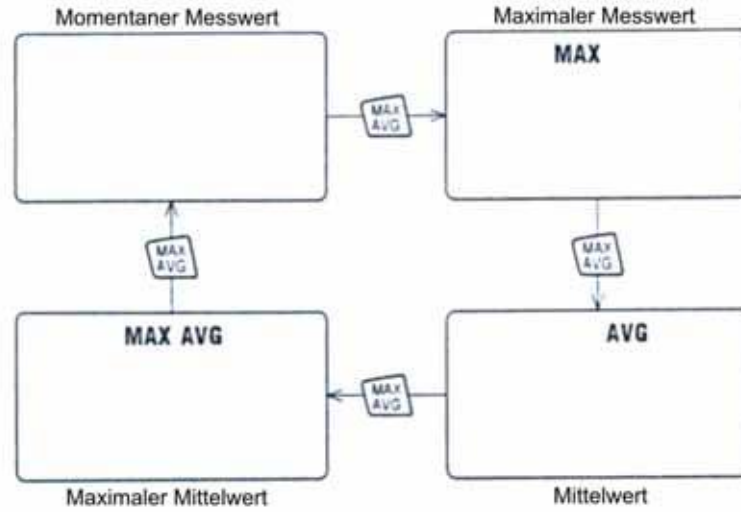 Momentaner Messwert
Maximaler Messwert
MAX
MAX
AVG
MAX
AVG
MAX
AVG
MAX AVG
AVG
MAX
AVG
Maximaler Mittelwert
Mittelwert